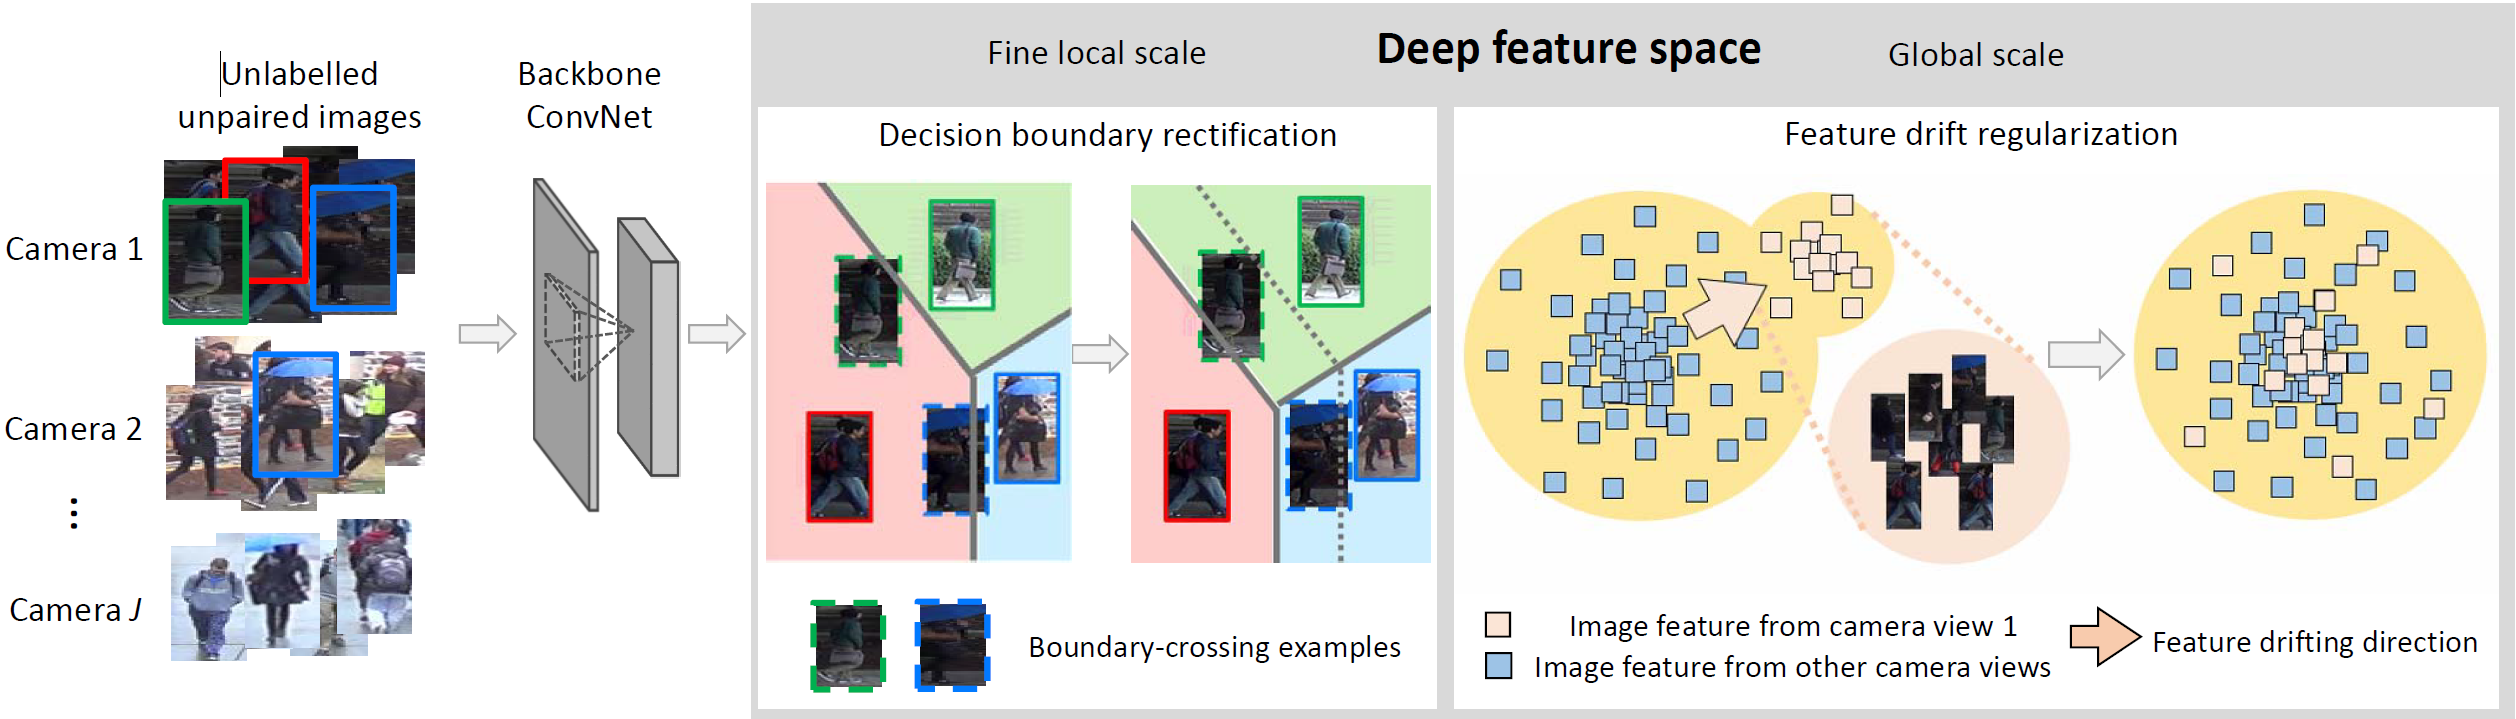 Unlabelled
unpaired images
Backbone
ConvNet
Fine local scale
Deep feature space
Global scale
Decision boundary rectification
Feature drift regularization
Camera 1
Camera 2
⋮
Camera J
Boundary-crossing examples
Image feature from camera view 1
Image feature from other camera views
Feature drifting direction